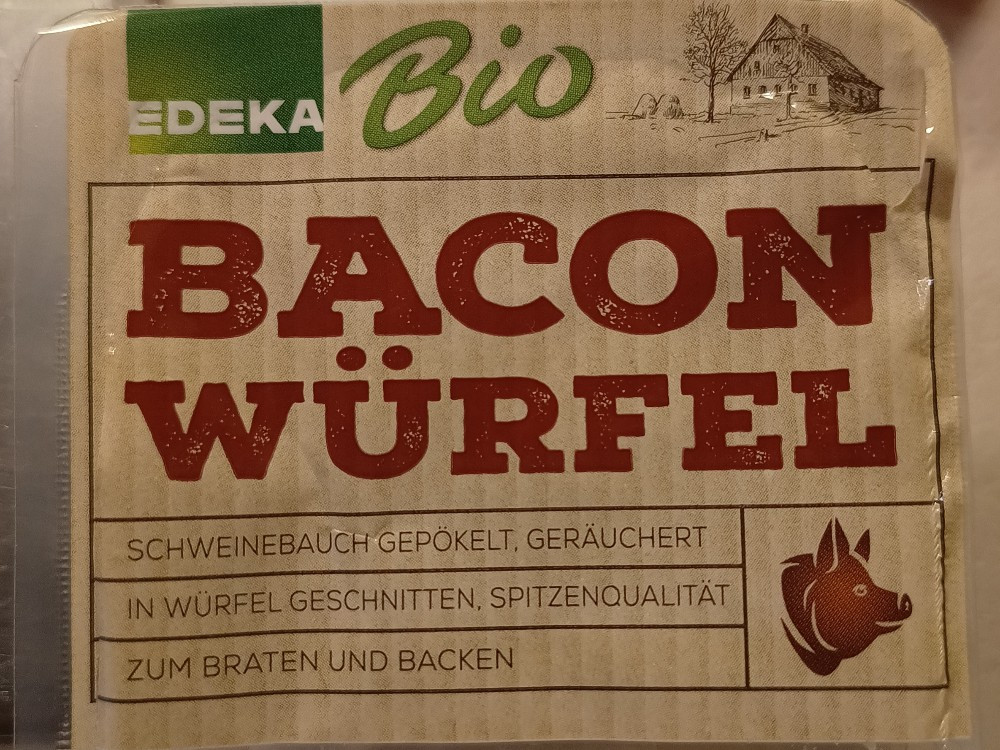 EDEKA Bio
BACON
WÜRFEL
SCHWEINEBAUCH GEPÖKELT, GERÄUCHERT
IN WÜRFEL GESCHNITTEN, SPITZENQUALITÄT
ZUM BRATEN UND BACKEN